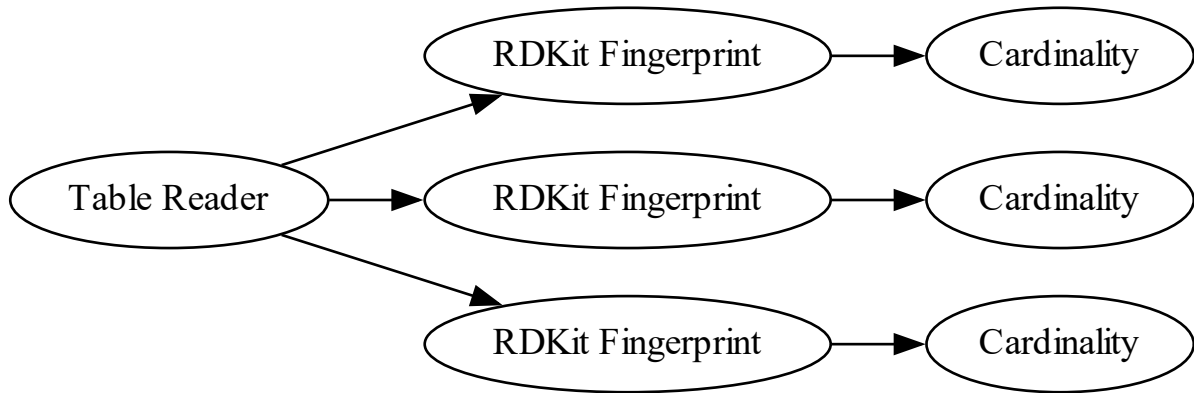 RDKit Fingerprint
Cardinality
Table Reader
RDKit Fingerprint
Cardinality
RDKit Fingerprint
Cardinality